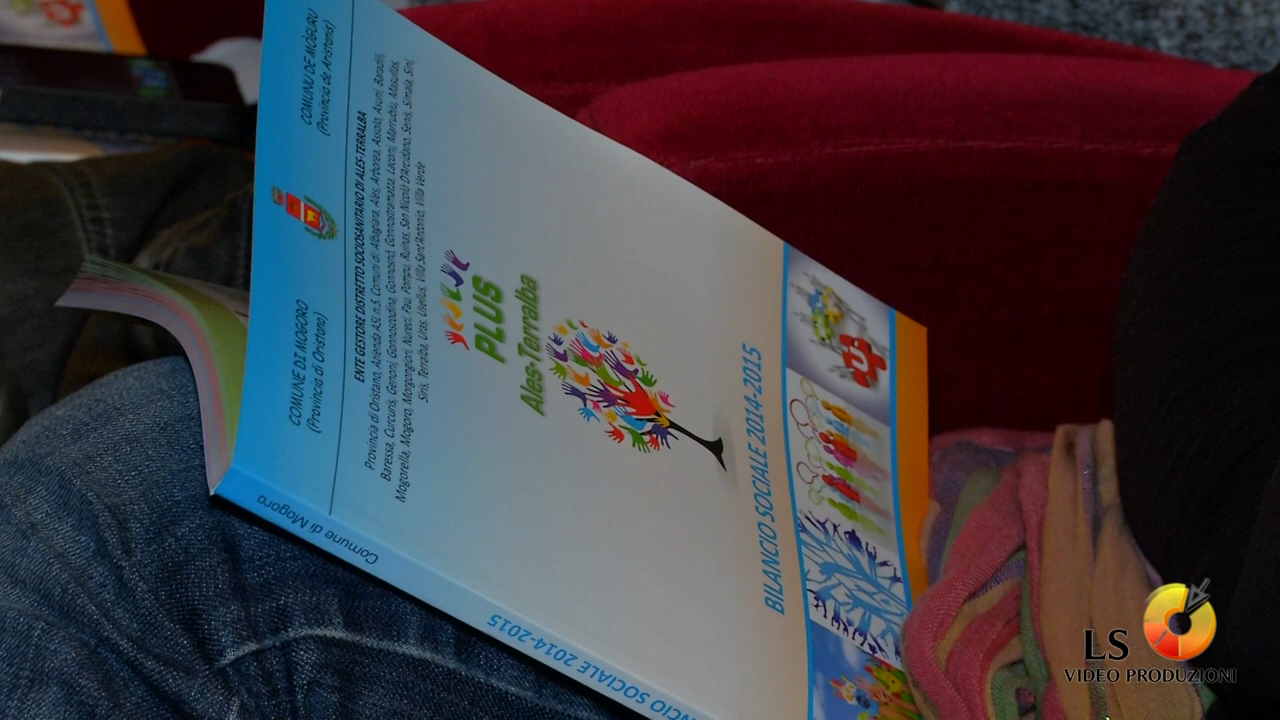 COMUNE DI MOGORO
(Provincia di Oristano)
COMUNU DE MÒGURU
(Provincia de Aristanis)
ENTE GESTORE DISTRETTO SOCIOSANITARIO DI ALES-TERRALBA
Provincia di Oristano, Azienda ASL n.5, Comuni di: Albagiara, Ales, Arborea, Assolo, Asuni, Baradili,
Baressa, Curcuris, Genoni, Gonnoscodina, Gonnosnò, Gonnostramatza, Laconi, Marrubiu, Masullas,
Mogorella, Mogoro, Morgongiori, Nureci, Pau, Pompu, Ruinas, San Nicolò D'Arcidano, Senis, Simala, Sini,
Siris, Terralba, Uras, Usellus, Villa Sant'Antonio, Villa Verde
PLUS
Ales-Terralba
BILANCIO SOCIALE 2014-2015
Comune di Mogoro
NCIO SOCIALE 2014-2015
LS
VIDEO PRODUZIONI